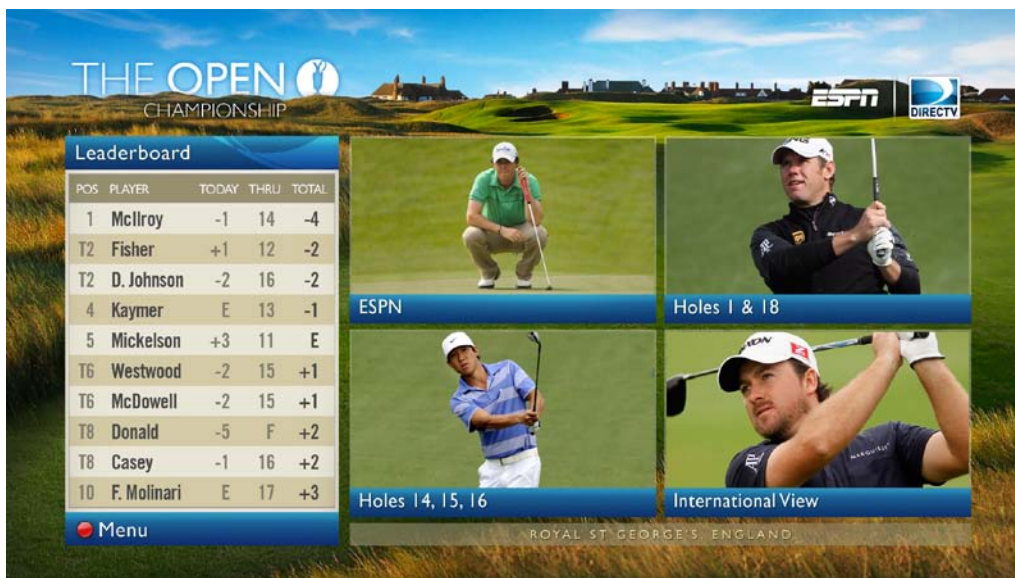 THE OPEN
CHAMPIONSHIP
ESPN
DIRECTV
Leaderboard
POS PLAYER TODAY THRU TOTAL
1 McIlroy -1 14 -4
T2 Fisher +1 12 -2
T2 D. Johnson -2 16 -2
4 Kaymer E 13 -1
5 Mickelson +3 11 E
T6 Westwood -2 15 +1
T6 McDowell -2 15 +1
T8 Donald -5 F +2
T8 Casey -1 16 +2
10 F. Molinari E 17 +3
Menu
ESPN
Holes 1 & 18
Holes 14, 15, 16
International View
ROYAL ST GEORGE'S, ENGLAND